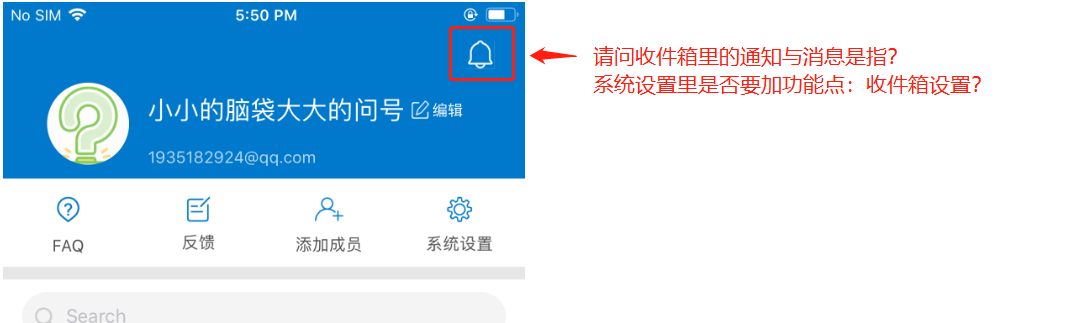 No SIM 5:50 PM
请问收件箱里的通知与消息是指?
系统设置里是否要加功能点：收件箱设置?
小小的脑袋大大的问号 编辑
1935182924@qq.com
FAQ 反馈 添加成员 系统设置
Search